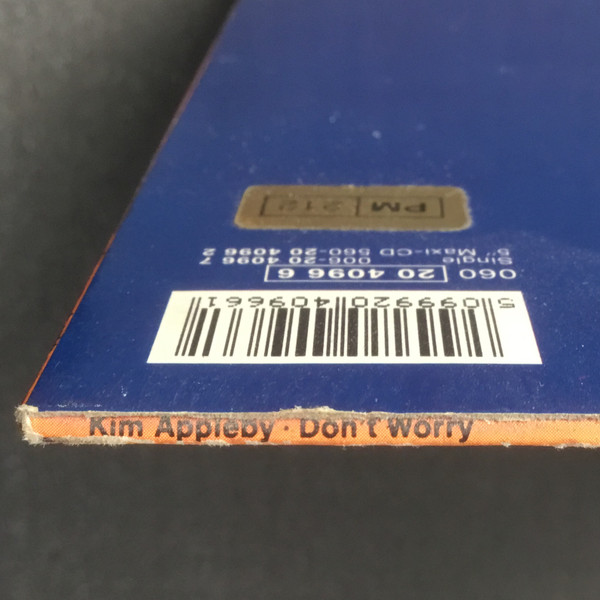 5 099920 409661
060 20 4096 6
Single 006-20 4096 7
5" Maxi-CD 560-20 4096 2
PM 212
Kim Appleby · Don't Worry